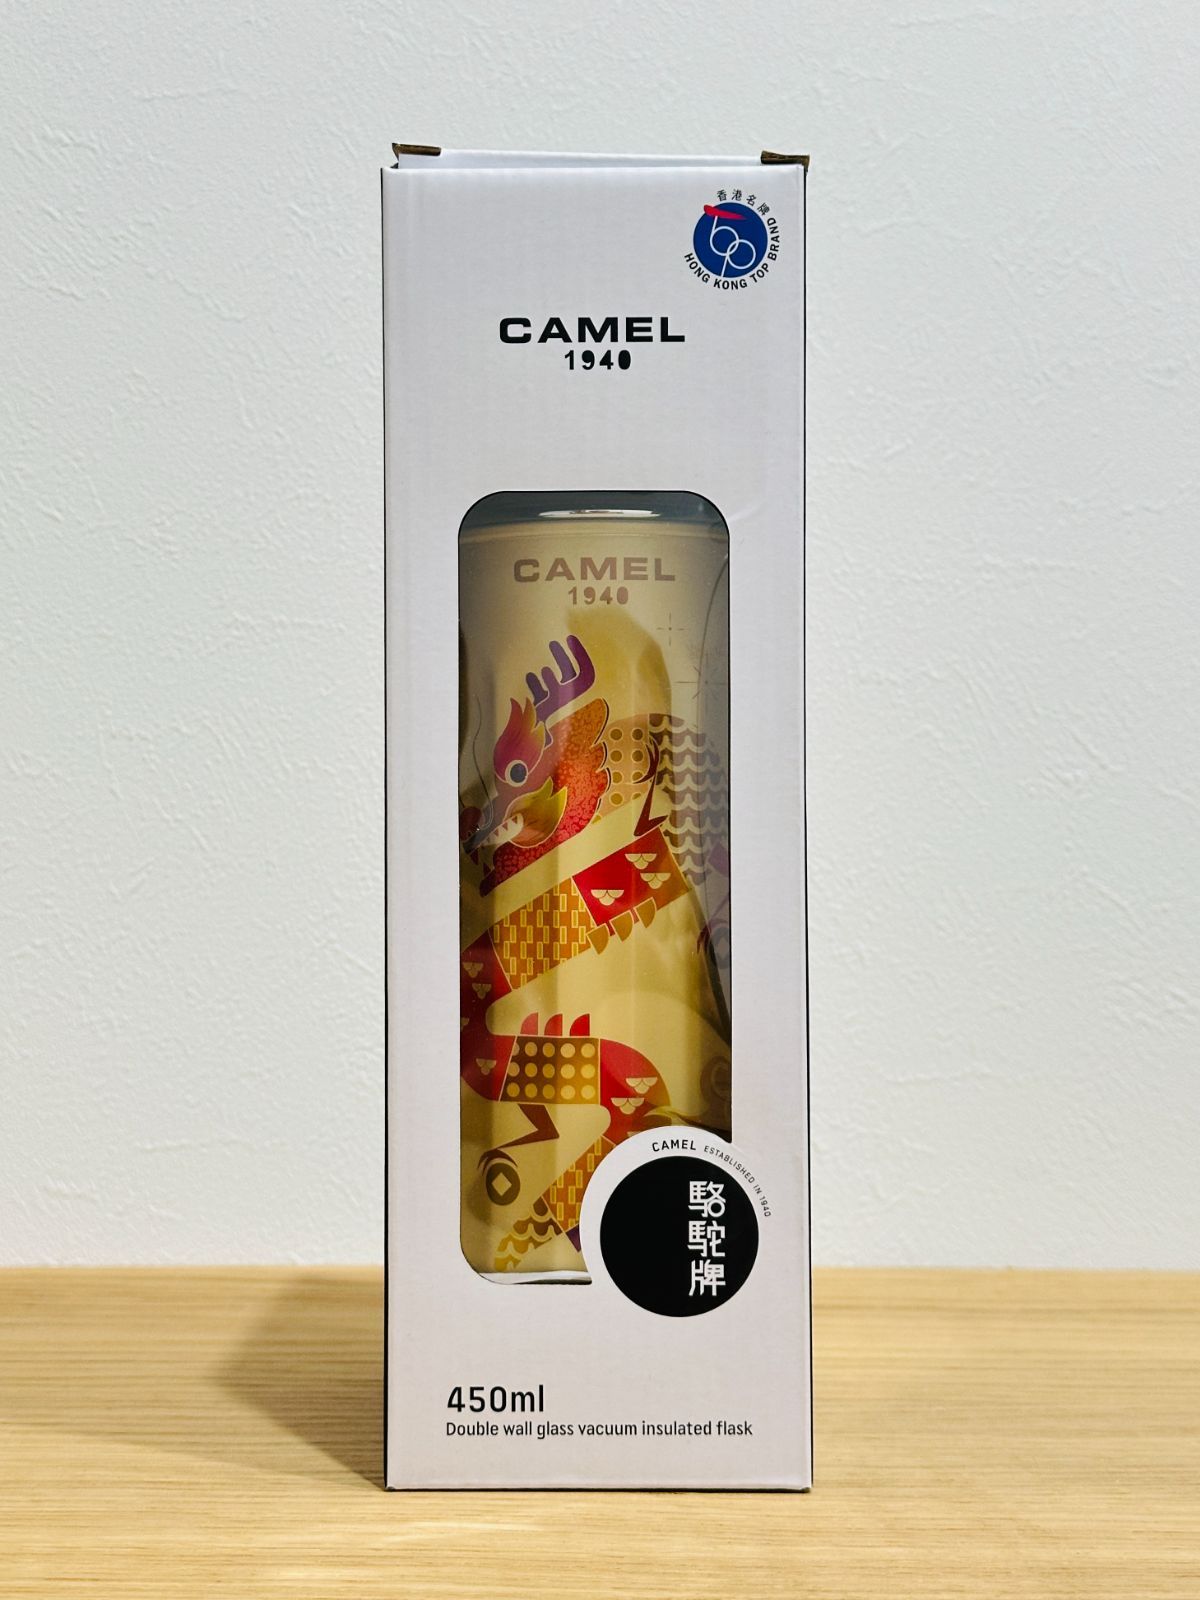 香港名牌
HONG KONG TOP BRAND
CAMEL
1940
CAMEL
1940
CAMEL ESTABLISHED IN 1940
駱駝牌
450ml
Double wall glass vacuum insulated flask